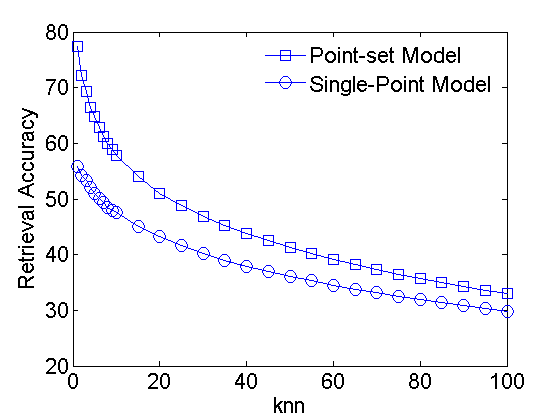 80
70
60
50
40
30
20
Retrieval Accuracy
Point-set Model
Single-Point Model
0 20 40 60 80 100
knn